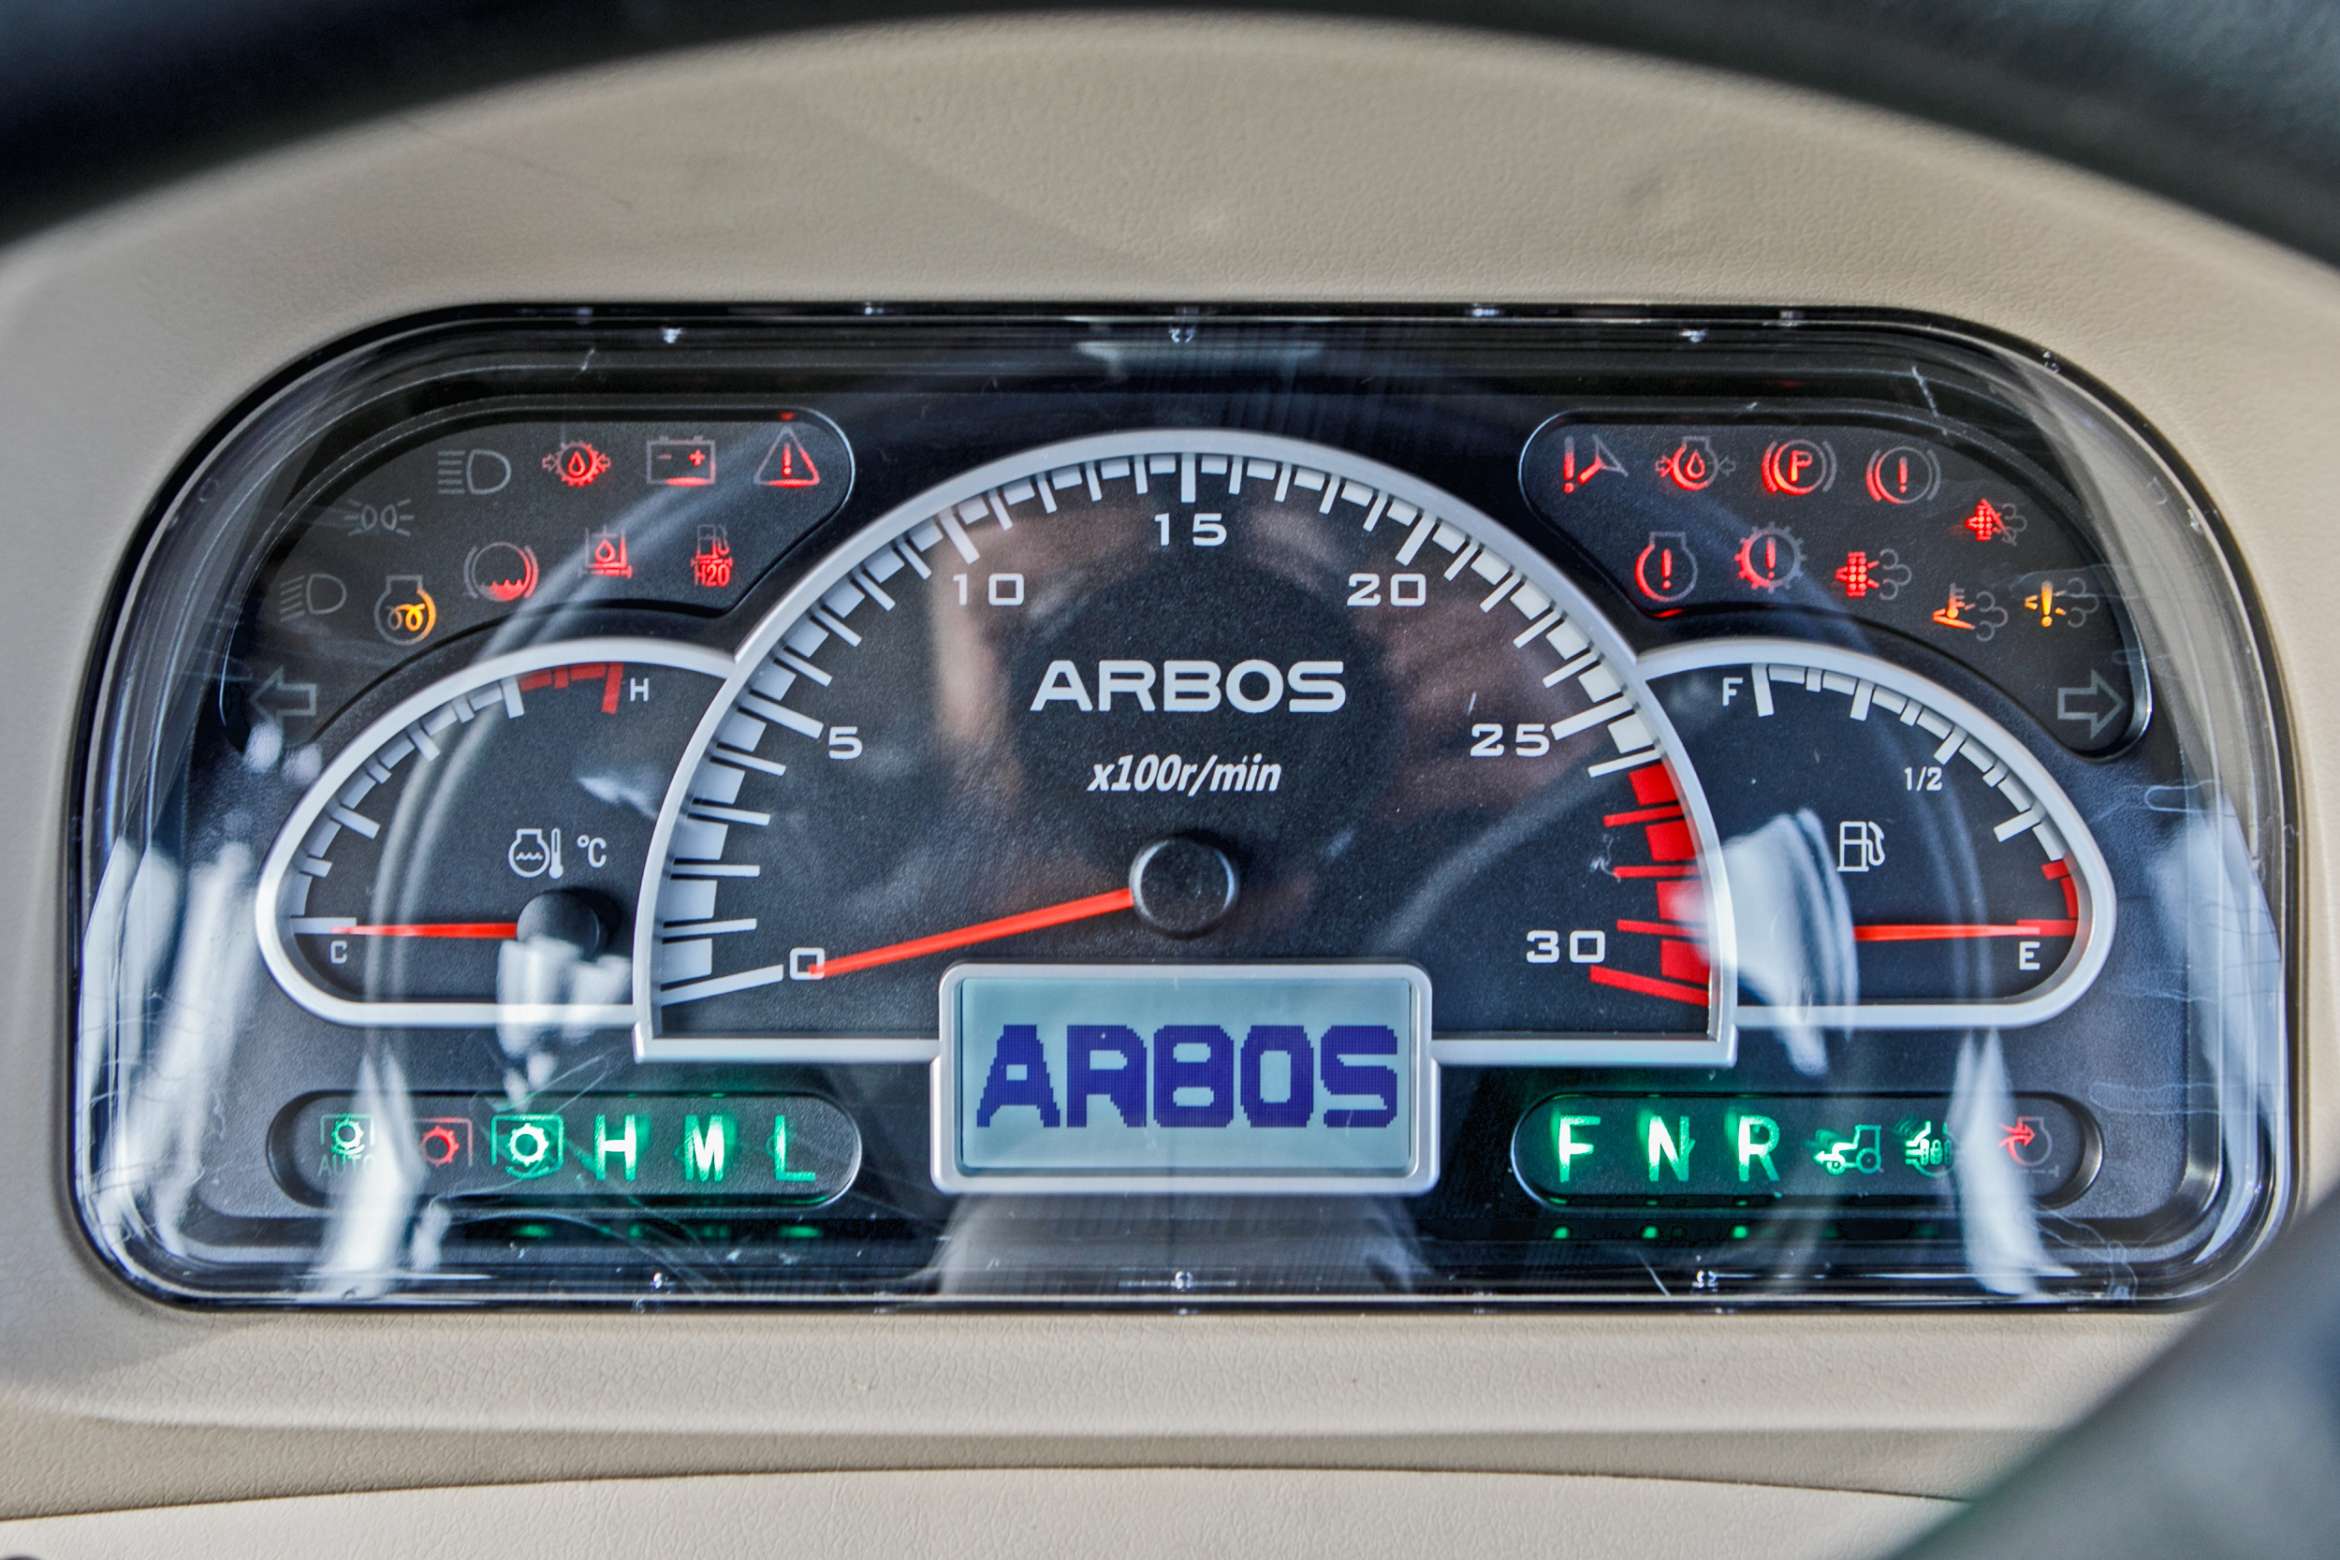 P
H2O
15
10
20
ARBOS
H
F
5
25
x100r/min
1/2
°C
30
C
0
E
ARBOS
AUTO
H M L
F N R